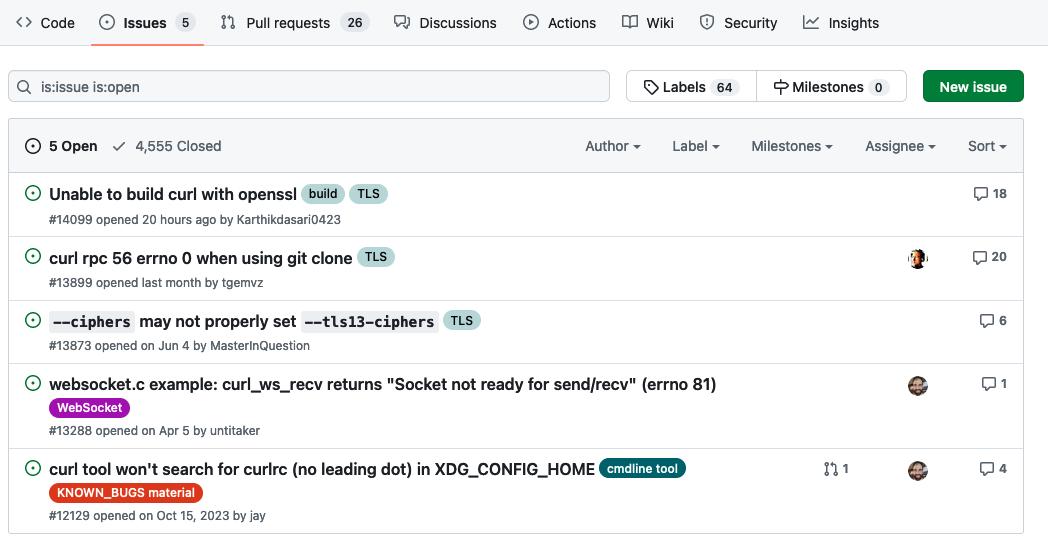 Code Issues 5 Pull requests 26 Discussions Actions Wiki Security Insights
is:issue is:open Labels 64 Milestones 0 New issue
5 Open 4,555 Closed Author Label Milestones Assignee Sort
Unable to build curl with openssl build TLS 18
#14099 opened 20 hours ago by Karthikdasari0423
curl rpc 56 errno 0 when using git clone TLS 20
#13899 opened last month by tgemvz
--ciphers may not properly set --tls13-ciphers TLS 6
#13873 opened on Jun 4 by MasterInQuestion
websocket.c example: curl_ws_recv returns "Socket not ready for send/recv" (errno 81) 1
WebSocket
#13288 opened on Apr 5 by untitaker
curl tool won't search for curlrc (no leading dot) in XDG_CONFIG_HOME cmdline tool 1 4
KNOWN_BUGS material
#12129 opened on Oct 15, 2023 by jay